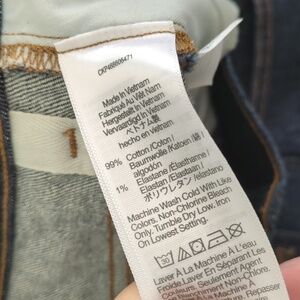 Made in Vietnam
Fabriqué Au Viêt Nam
Hergestellt in Vietnam
Vervaardigd in Vietnam
ベトナム製
hecho en vietnam
99% Cotton /Coton /
Baumwolle /Katoen /綿/
algodón
1% Elastane /Élasthanne /
Elastan /Elastaan /
ポリウレタン /elastano
Machine Wash Cold With Like
Colors. Non-Chlorine Bleach
Only. Tumble Dry Low. Iron
On Lowest Setting.
30
Laver À La Machine À L'eau
Froide Laver En Séparant Les
Couleurs. Agent De
Non-Chlore.